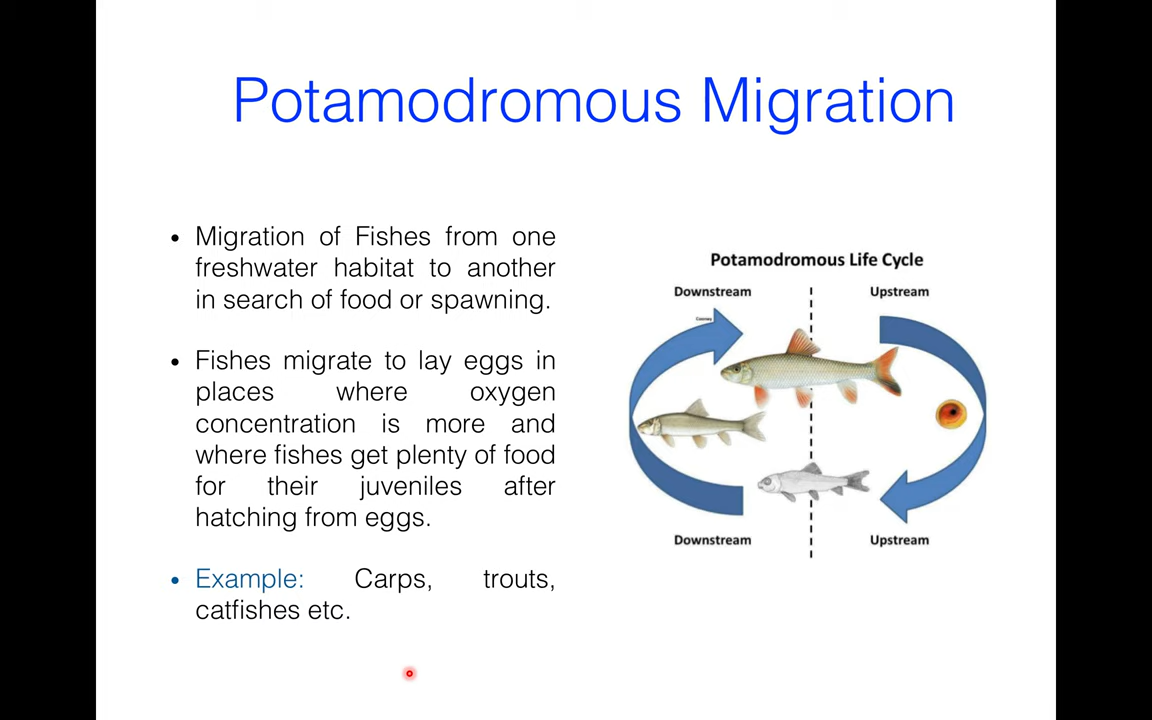 Potamodromous Migration
• Migration of Fishes from one
freshwater habitat to another
in search of food or spawning.
• Fishes migrate to lay eggs in
places where oxygen
concentration is more and
where fishes get plenty of food
for their juveniles after
hatching from eggs.
• Example: Carps, trouts,
catfishes etc.
Potamodromous Life Cycle
Downstream Upstream
Downstream Upstream